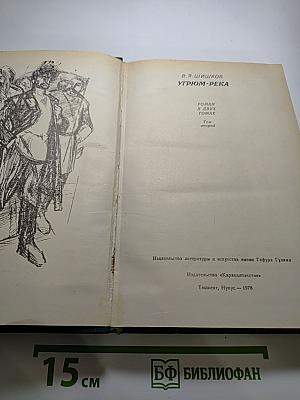 В. Я. ШИШКОВ
УГРЮМ-РЕКА
РОМАН
В ДВУХ
ТОМАХ
Том
второй
Издательство литературы и искусства имени Гафура Гуляма
Издательство «Каракалпакстан»
Ташкент, Нукус — 1978
15 см
БФ БИБЛИОФАН